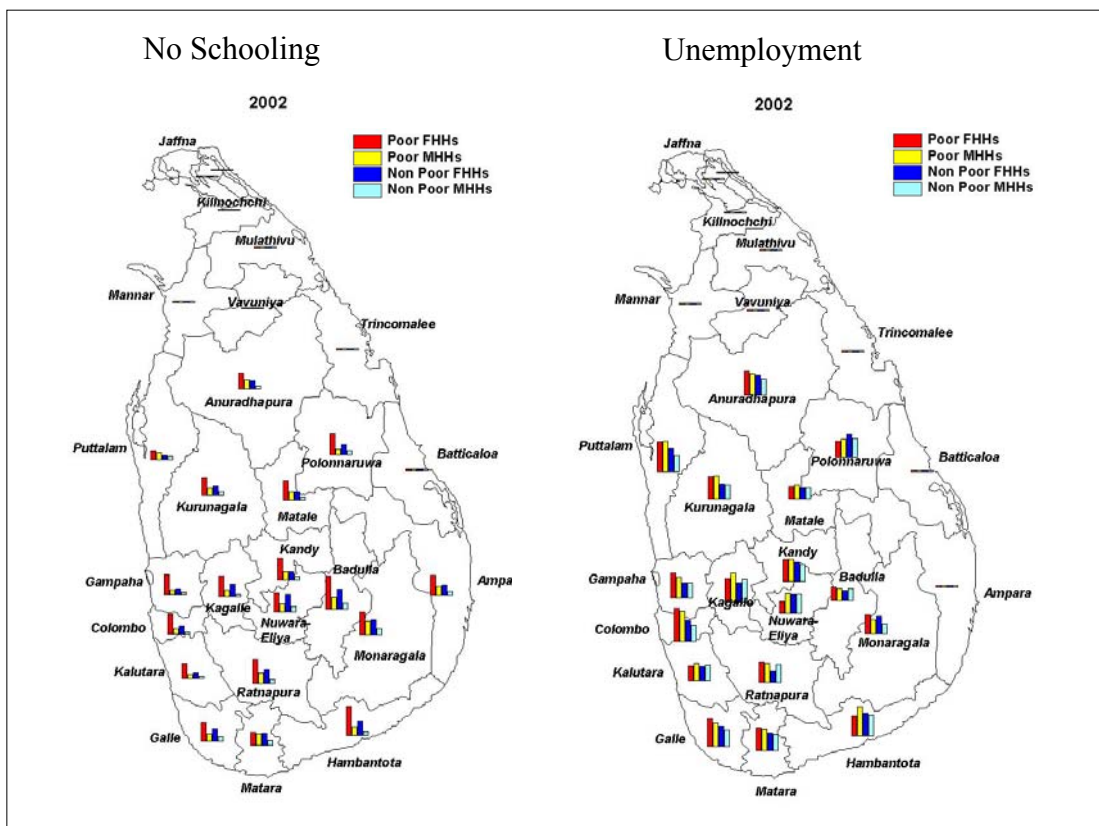 No Schooling
2002
Poor FHHs
Poor MHHs
Non Poor FHHs
Non Poor MHHs
Jaffna
Killnochchi
Mulathivu
Mannar
Vavuniya
Trincomalee
Anuradhapura
Puttalam
Polonnaruwa
Batticaloa
Kurunagala
Matale
Kandy
Gampaha
Badulla
Ampa
Kagalle
Nuwara-
Eliya
Colombo
Monaragala
Kalutara
Ratnapura
Galle
Hambantota
Matara
Unemployment
2002
Poor FHHs
Poor MHHs
Non Poor FHHs
Non Poor MHHs
Jaffna
Killnochchi
Mulathivu
Mannar
Vavuniya
Trincomalee
Anuradhapura
Puttalam
Polonnaruwa
Batticaloa
Kurunagala
Matale
Kandy
Gampaha
Badulla
Ampara
Kagalle
Nuwara-
Eliya
Colombo
Monaragala
Kalutara
Ratnapura
Galle
Hambantota
Matara